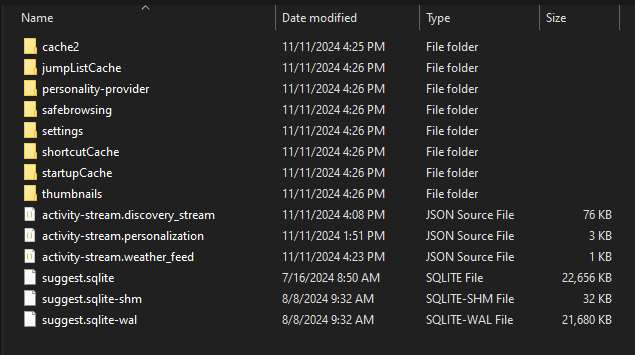 Name Date modified Type Size
cache2 11/11/2024 4:25 PM File folder
jumpListCache 11/11/2024 4:26 PM File folder
personality-provider 11/11/2024 4:26 PM File folder
safebrowsing 11/11/2024 4:26 PM File folder
settings 11/11/2024 4:26 PM File folder
shortcutCache 11/11/2024 4:26 PM File folder
startupCache 11/11/2024 4:26 PM File folder
thumbnails 11/11/2024 4:26 PM File folder
activity-stream.discovery_stream 11/11/2024 4:08 PM JSON Source File 76 KB
activity-stream.personalization 11/11/2024 1:51 PM JSON Source File 3 KB
activity-stream.weather_feed 11/11/2024 4:23 PM JSON Source File 1 KB
suggest.sqlite 7/16/2024 8:50 AM SQLITE File 22,656 KB
suggest.sqlite-shm 8/8/2024 9:32 AM SQLITE-SHM File 32 KB
suggest.sqlite-wal 8/8/2024 9:32 AM SQLITE-WAL File 21,680 KB